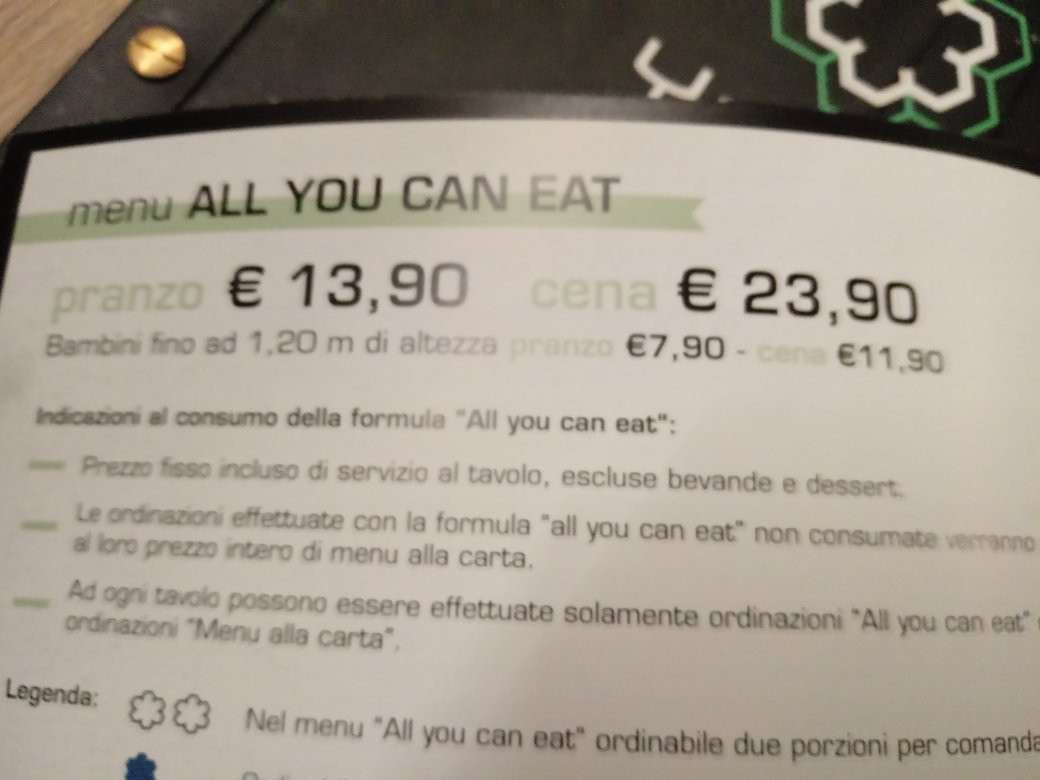 menu ALL YOU CAN EAT
pranzo € 13,90 cena € 23,90
Bambini fino ad 1,20 m di altezza pranzo €7,90 - cena €11,90
Indicazioni al consumo della formula "All you can eat":
Prezzo fisso incluso di servizio al tavolo, escluse bevande e dessert.
Le ordinazioni effettuate con la formula "all you can eat" non consumate verranno
al loro prezzo intero di menu alla carta.
Ad ogni tavolo possono essere effettuate solamente ordinazioni "All you can eat"
ordinazioni "Menu alla carta".
Legenda:
Nel menu "All you can eat" ordinabile due porzioni per comanda